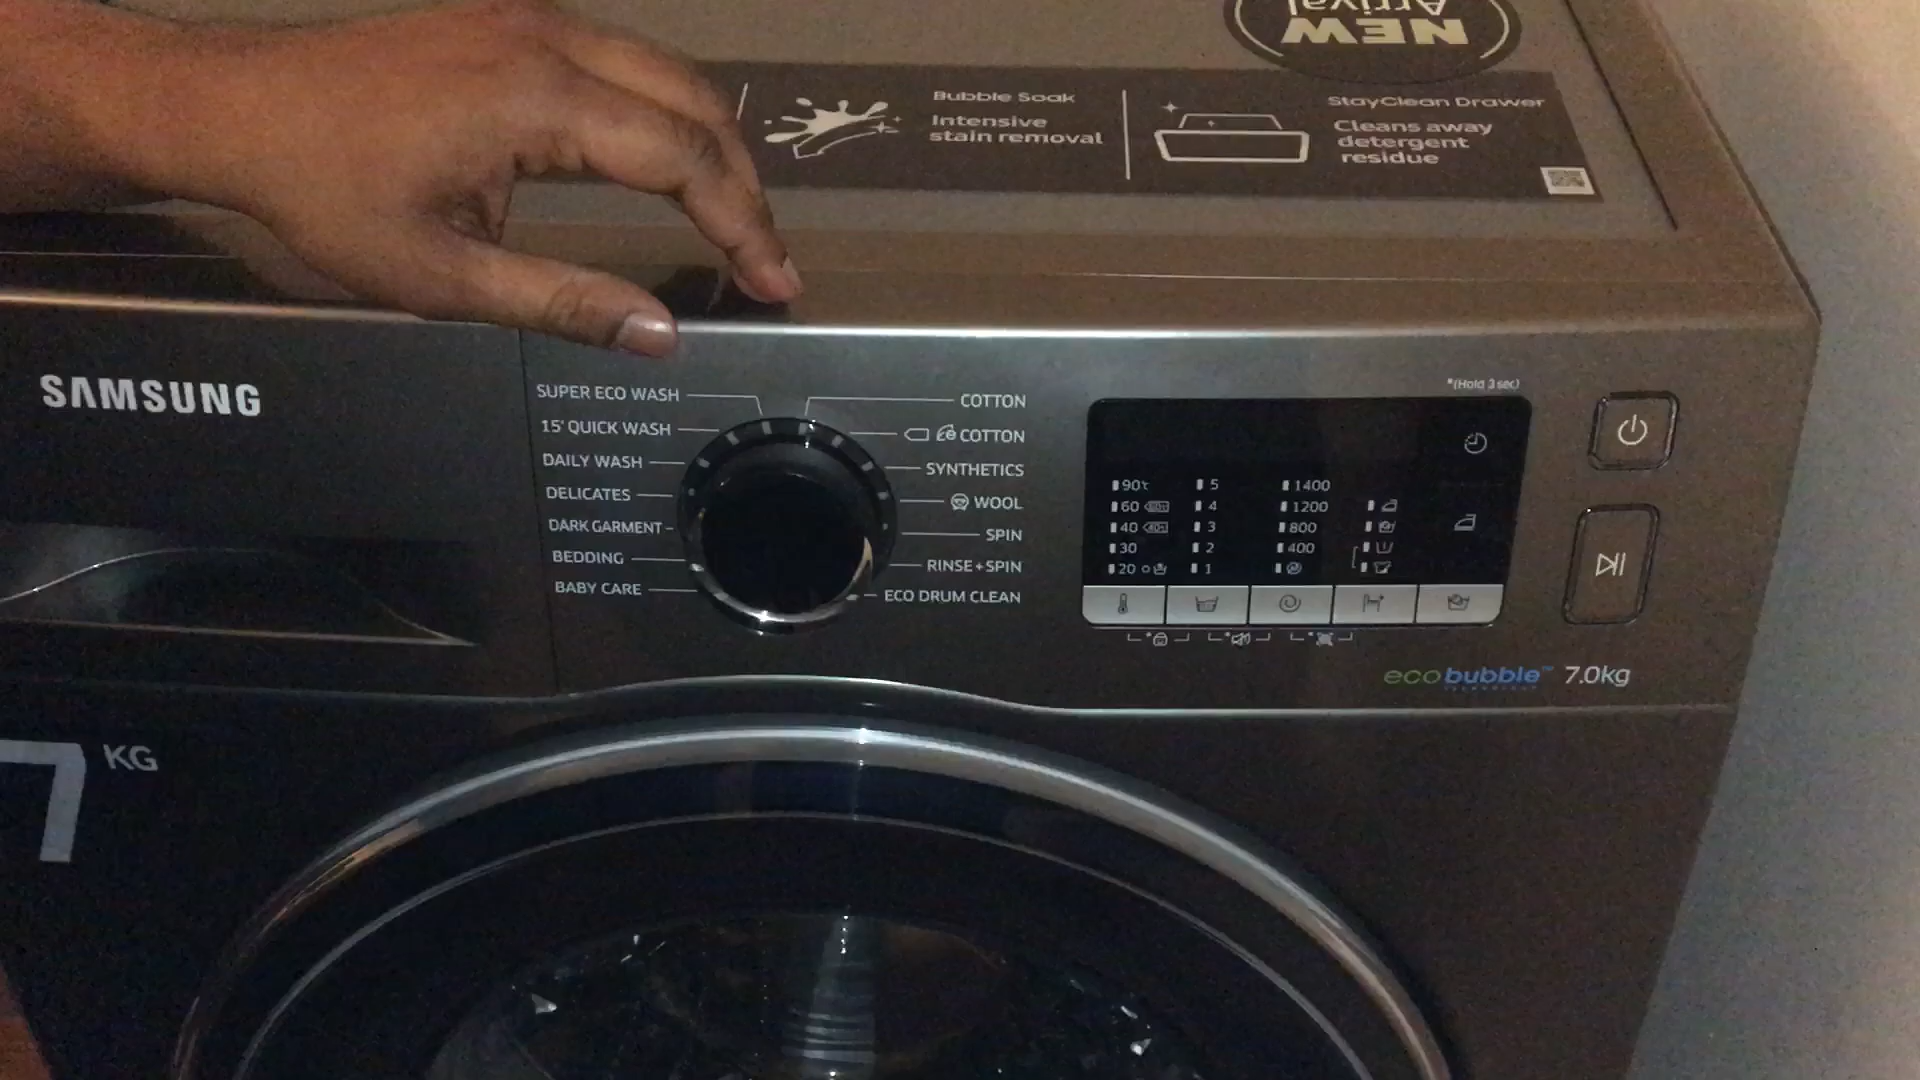 NEW
Arrival
Bubble Soak
Intensive
stain removal
StayClean Drawer
Cleans away
detergent
residue
SAMSUNG
SUPER ECO WASH
15' QUICK WASH
DAILY WASH
DELICATES
DARK GARMENT
BEDDING
BABY CARE
COTTON
COTTON
SYNTHETICS
WOOL
SPIN
RINSE+SPIN
ECO DRUM CLEAN
*(Hold 3 sec)
90℃ 5 1400
60 4 1200
40 3 800
30 2 400
20 1
ecobubble™ 7.0kg
7 KG